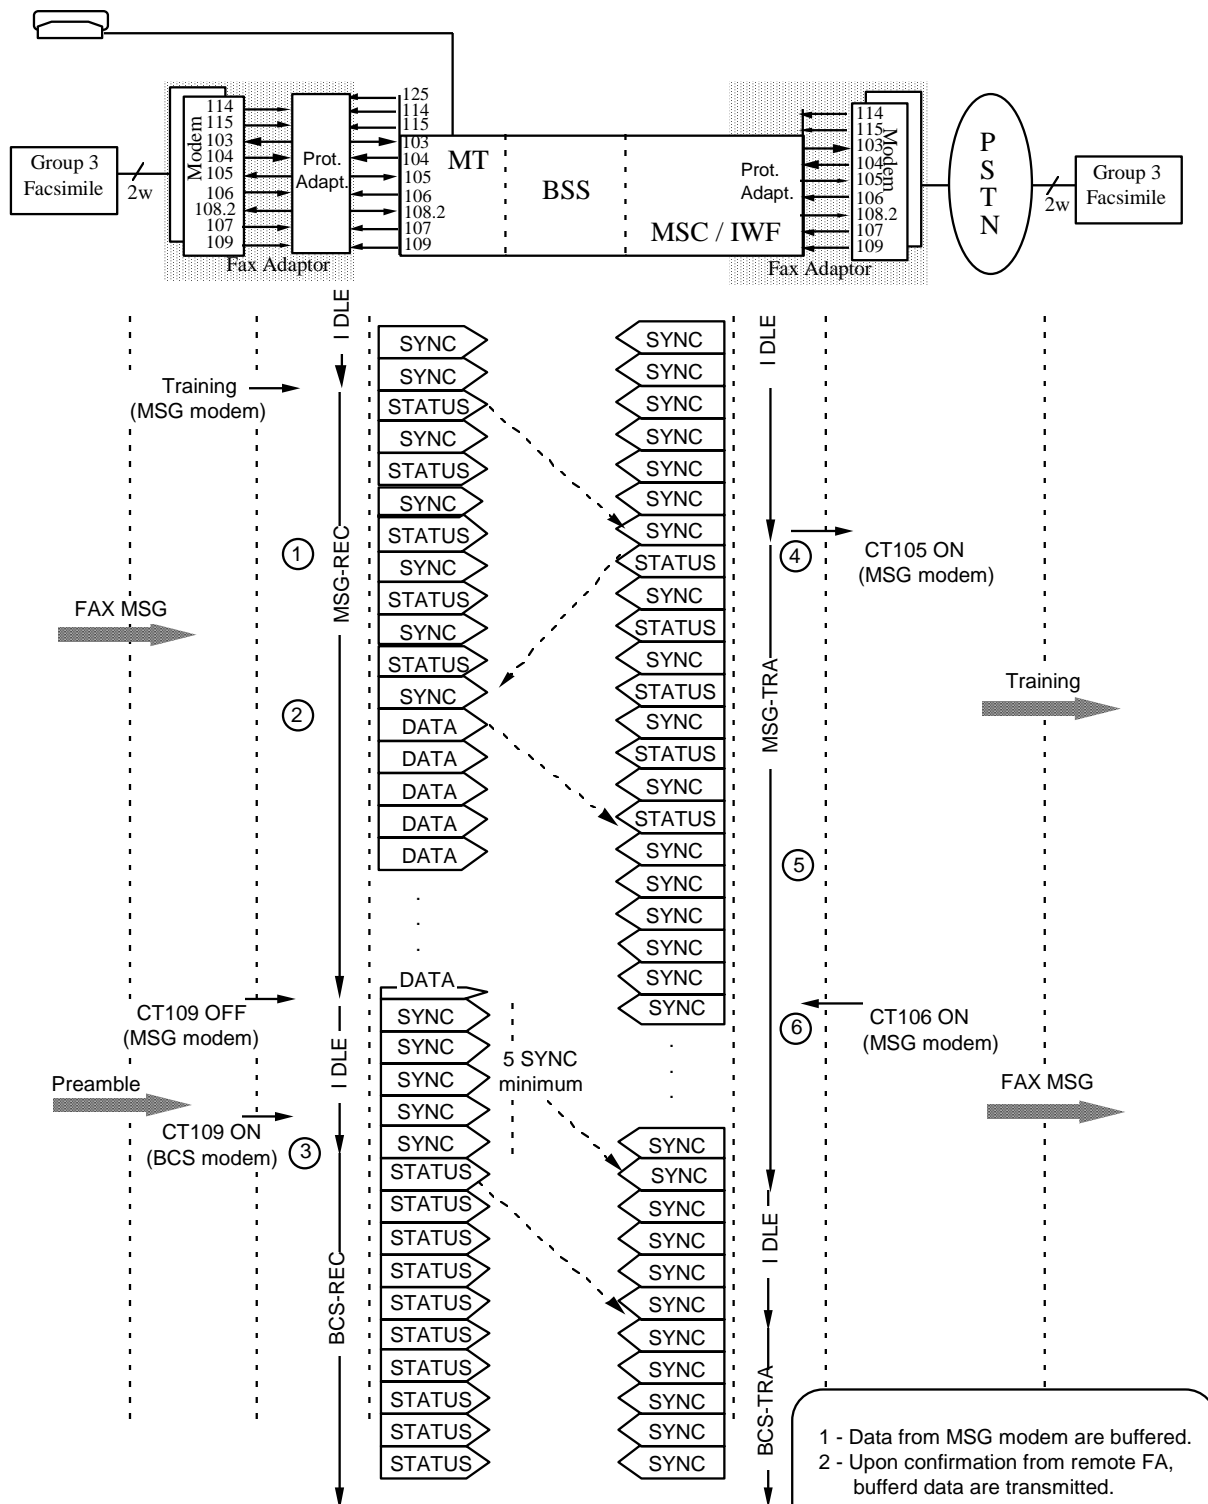 114
115
103
104
105
106
108.2
107
109
Modem
Prot.
Adapt.
Fax Adaptor
125
114
115
103
104
105
106
108.2
107
109
MT
BSS
MSC / IWF
Prot.
Adapt.
114
115
103
104
105
106
108.2
107
109
Modem
Fax Adaptor
Group 3
Facsimile
2w
P
S
T
N
2w
Group 3
Facsimile
I DLE
Training
(MSG modem)
MSG-REC
1
FAX MSG
2
CT109 OFF
(MSG modem)
I DLE
Preamble
CT109 ON
(BCS modem)
3
BCS-REC
SYNC
SYNC
STATUS
SYNC
STATUS
SYNC
STATUS
SYNC
STATUS
SYNC
STATUS
SYNC
DATA
DATA
DATA
DATA
DATA
.
.
.
DATA
SYNC
SYNC
SYNC
SYNC
SYNC
STATUS
STATUS
STATUS
STATUS
STATUS
STATUS
STATUS
STATUS
STATUS
STATUS
5 SYNC
minimum
SYNC
SYNC
SYNC
SYNC
SYNC
SYNC
SYNC
STATUS
SYNC
STATUS
SYNC
STATUS
SYNC
STATUS
SYNC
STATUS
SYNC
SYNC
SYNC
SYNC
SYNC
SYNC
.
.
.
SYNC
SYNC
SYNC
SYNC
SYNC
SYNC
SYNC
SYNC
SYNC
SYNC
SYNC
I DLE
4
CT105 ON
(MSG modem)
MSG-TRA
Training
5
6
CT106 ON
(MSG modem)
FAX MSG
I DLE
BCS-TRA
1 - Data from MSG modem are buffered.
2 - Upon confirmation from remote FA,
bufferd data are transmitted.